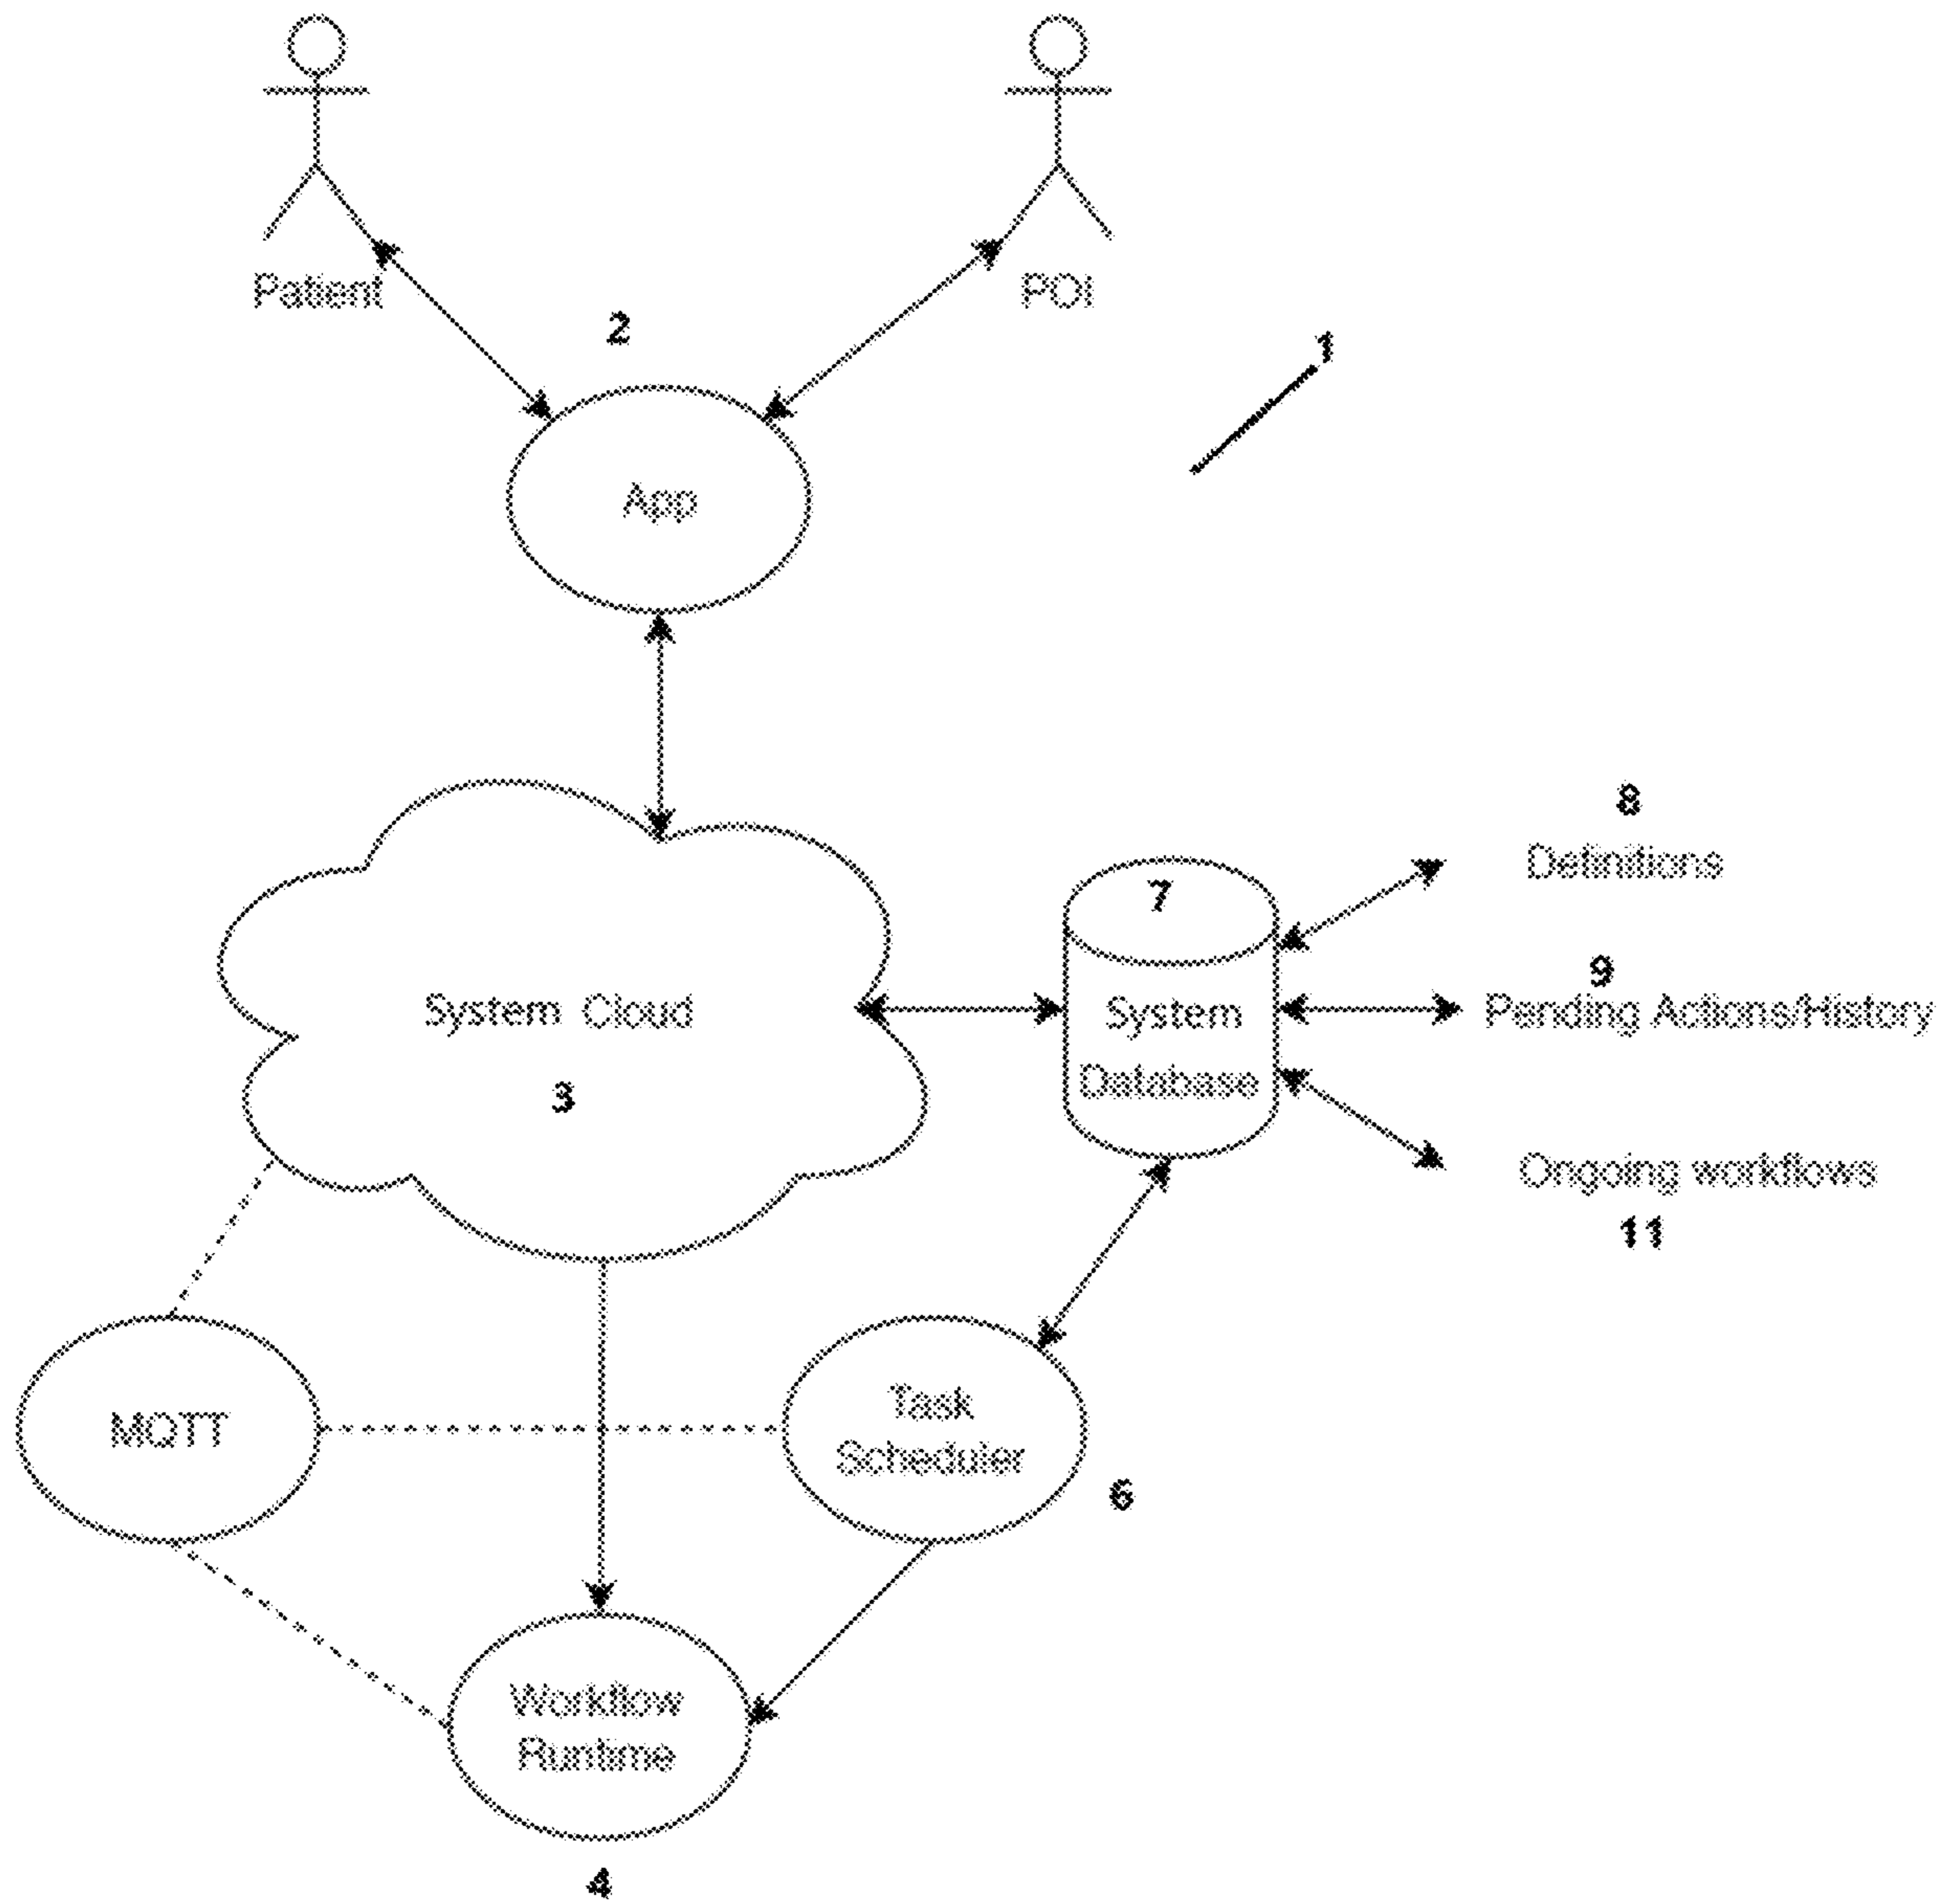 Patient
POI
2
1
App
8
Definitions
7
9
System Cloud
System
Pending Actions/History
Database
3
Ongoing workflows
11
MQTT
Task
Scheduler
6
Workflow
Runtime
4